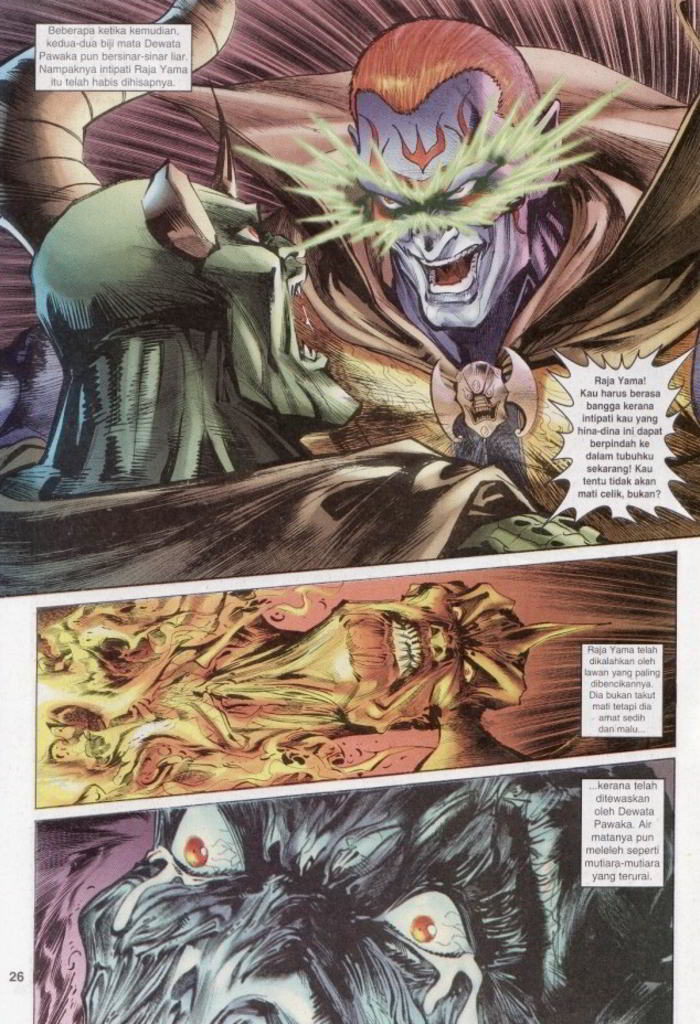 Beberapa ketika kemudian,
kedua-dua biji mata Dewata
Pawaka pun bersinar-sinar liar.
Nampaknya intipati Raja Yama
itu telah habis dihisapnya.
Raja Yama!
Kau harus berasa
bangga kerana
intipati kau yang
hina-dina ini dapat
berpindah ke
dalam tubuhku
sekarang! Kau
tentu tidak akan
mati celik, bukan?
Raja Yama telah
dikalahkan oleh
lawan yang paling
dibencikannya.
Dia bukan takut
mati tetapi dia
amat sedih
dan malu...
...kerana telah
ditewaskan
oleh Dewata
Pawaka. Air
matanya pun
meleleh seperti
mutiara-mutiara
yang terurai.
26